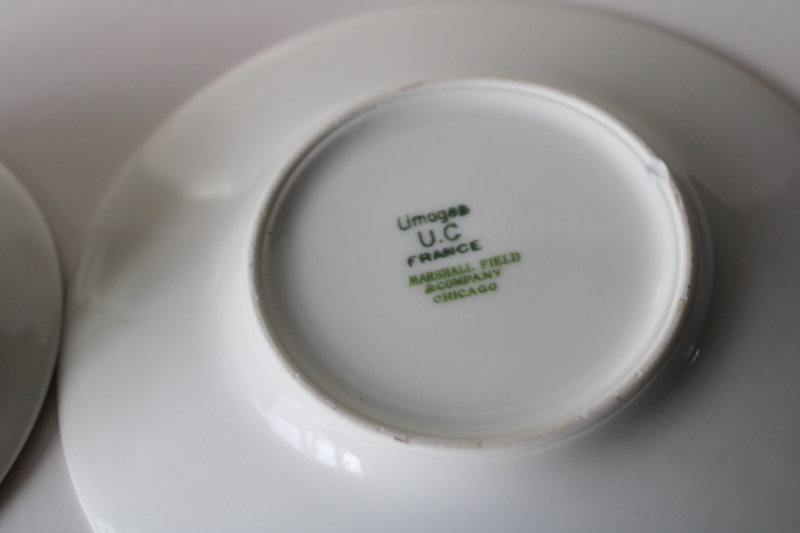 Limoges
U.C
FRANCE
MARSHALL FIELD
&COMPANY
CHICAGO